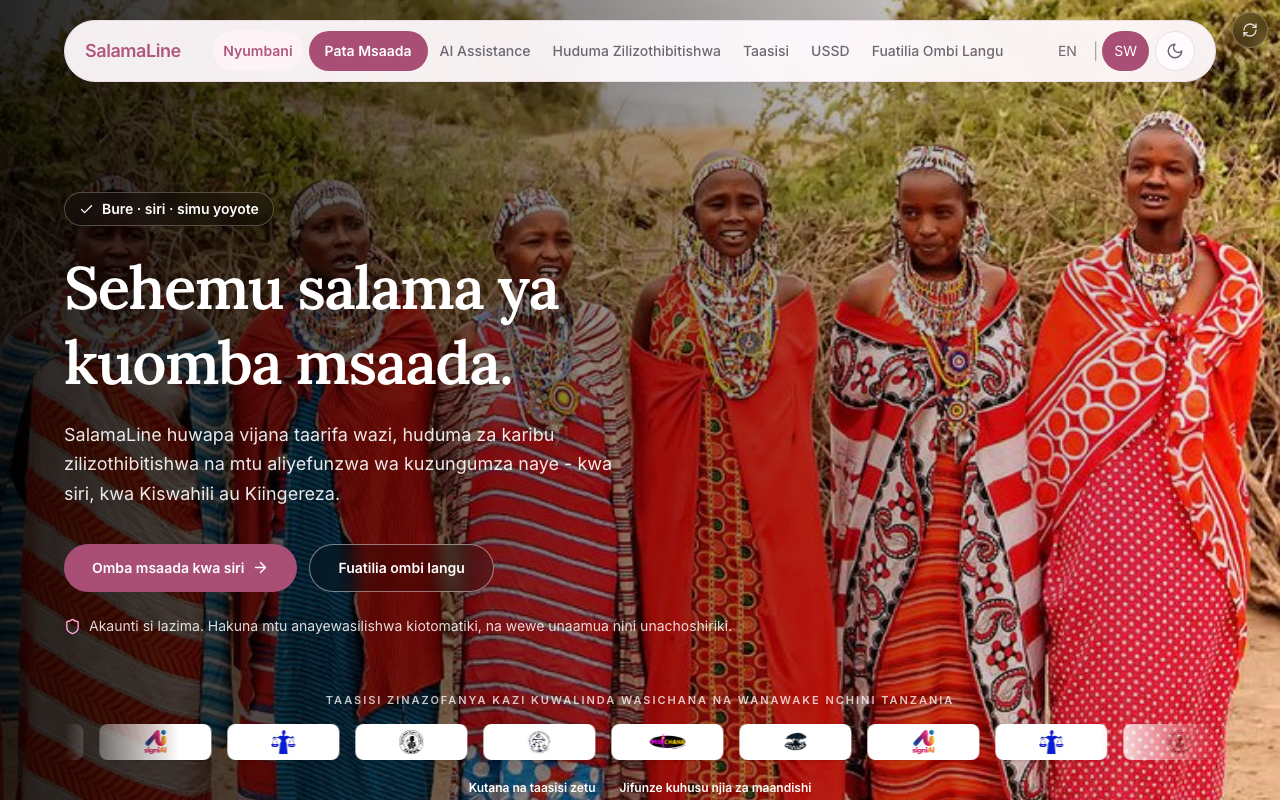 SalamaLine
Nyumbani
Pata Msaada
AI Assistance
Huduma Zilizothibitishwa
Taasisi
USSD
Fuatilia Ombi Langu
EN
SW
Bure · siri · simu yoyote
Sehemu salama ya
kuomba msaada.
SalamaLine huwapa vijana taarifa wazi, huduma za karibu
zilizothibitishwa na mtu aliyefunzwa wa kuzungumza naye - kwa
siri, kwa Kiswahili au Kiingereza.
Omba msaada kwa siri
Fuatilia ombi langu
Akaunti si lazima. Hakuna mtu anayewasilishwa kiotomatiki, na wewe unaamua nini unachoshiriki.
TAASISI ZINAZOFANYA KAZI KUWALINDA WASICHANA NA WANAWAKE NCHINI TANZANIA
signiAI
signiAI
Kutana na taasisi zetu
Jifunze kuhusu njia za maandishi